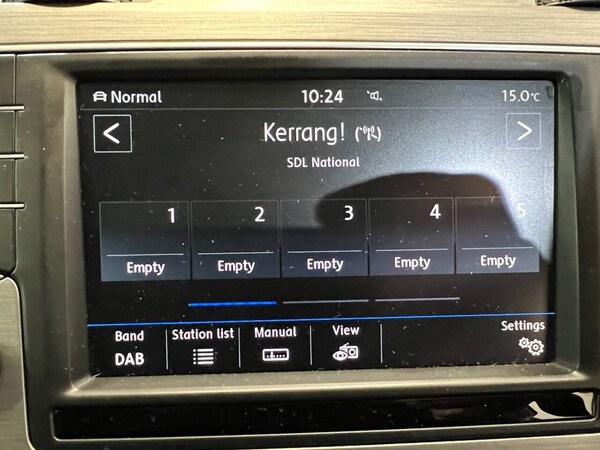 Normal 10:24 15.0°C
< Kerrang! >
SDL National
1 2 3 4 5
Empty Empty Empty Empty Empty
Band Station list Manual View Settings
DAB